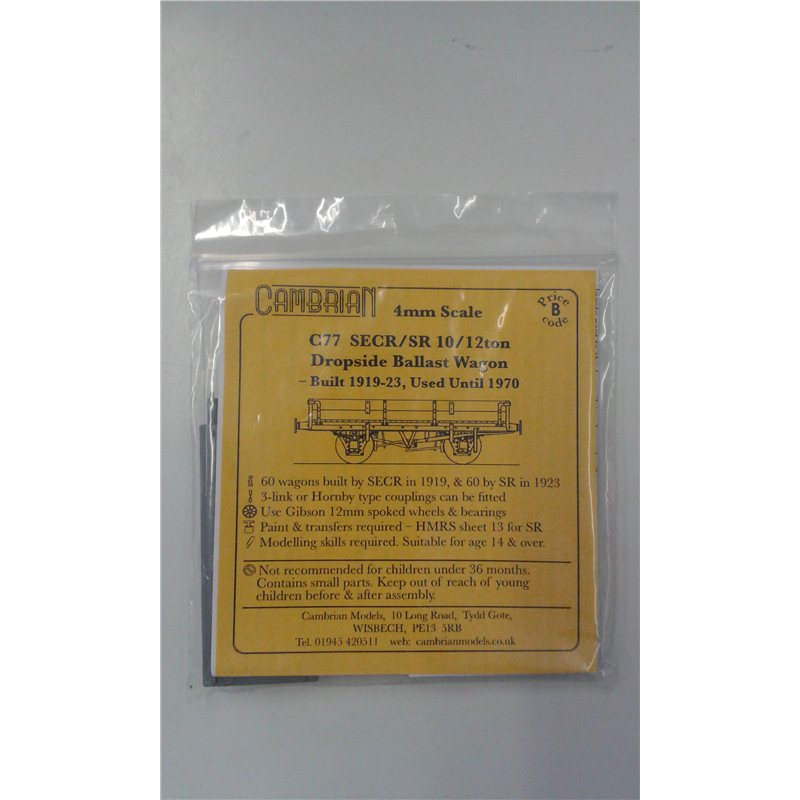 CAMBRIAN 4mm Scale
Price B code
C77 SECR/SR 10/12ton
Dropside Ballast Wagon
– Built 1919-23, Used Until 1970
60 wagons built by SECR in 1919, & 60 by SR in 1923
3-link or Hornby type couplings can be fitted
Use Gibson 12mm spoked wheels & bearings
Paint & transfers required – HMRS sheet 13 for SR
Modelling skills required. Suitable for age 14 & over.
Not recommended for children under 36 months.
Contains small parts. Keep out of reach of young
children before & after assembly.
Cambrian Models, 10 Long Road, Tydd Gote,
WISBECH, PE13 5RB
Tel. 01945 420511 web: cambrianmodels.co.uk